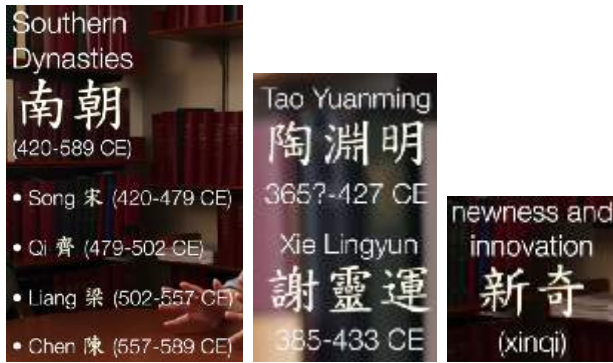 Southern
Dynasties
南朝
(420-589 CE)
• Song 宋 (420-479 CE)
• Qi 齊 (479-502 CE)
• Liang 梁 (502-557 CE)
• Chen 陳 (557-589 CE)
Tao Yuanming
陶淵明
365?-427 CE
Xie Lingyun
謝靈運
385-433 CE
newness and
innovation
新奇
(xinqi)